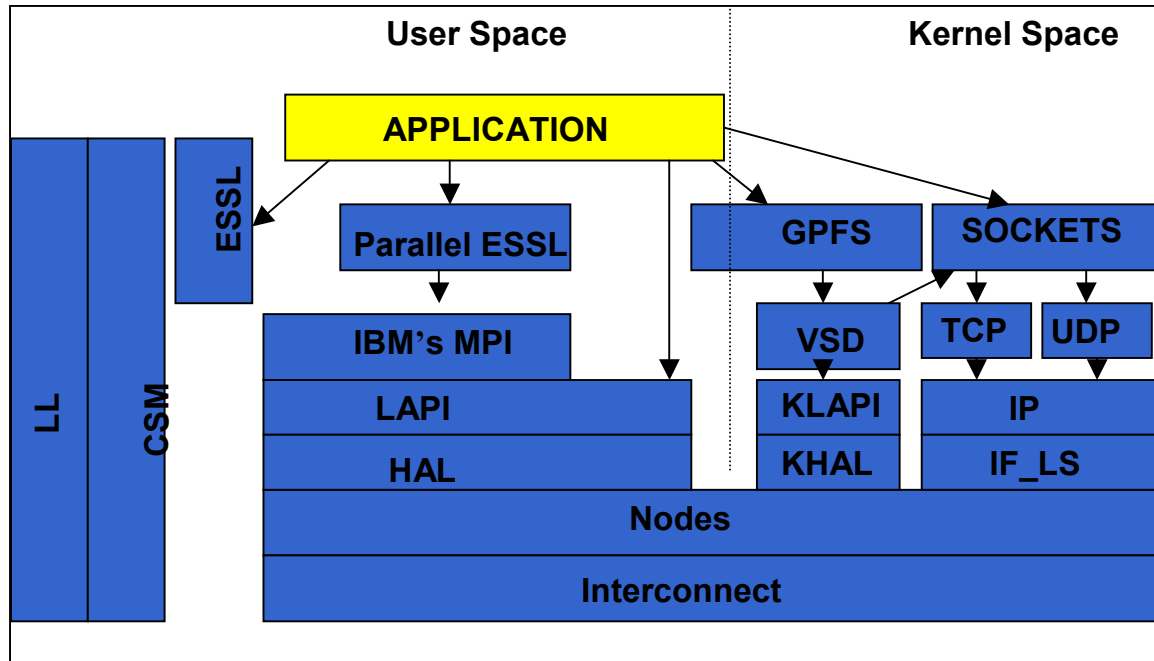 User Space
Kernel Space
APPLICATION
ESSL
Parallel ESSL
GPFS
SOCKETS
IBM's MPI
VSD
TCP
UDP
LL
CSM
LAPI
KLAPI
IP
HAL
KHAL
IF_LS
Nodes
Interconnect